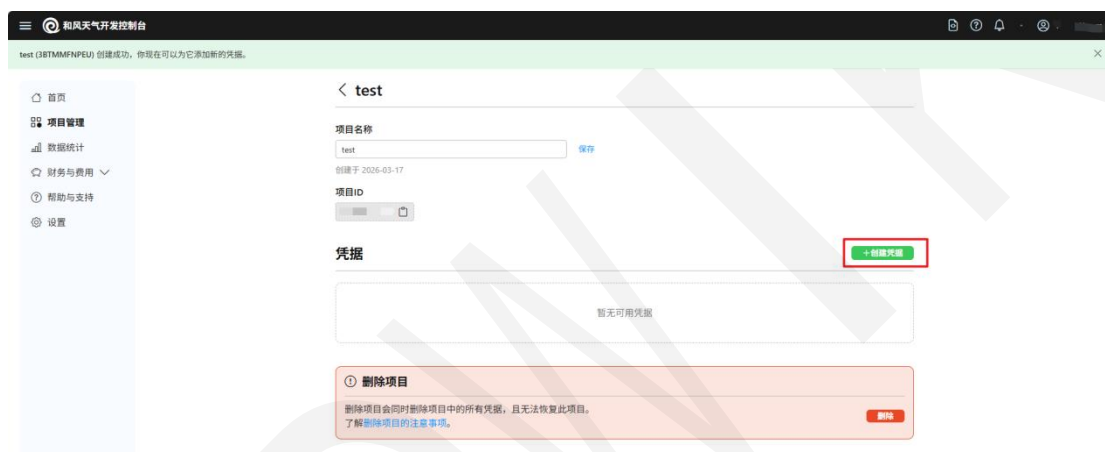 和风天气开发控制台
test (3BTMMFNPEU) 创建成功，你现在可以为它添加新的凭据。
首页
项目管理
数据统计
财务与费用
帮助与支持
设置
test
项目名称
test
保存
创建于 2026-03-17
项目ID
凭据
＋创建凭据
暂无可用凭据
删除项目
删除项目会同时删除项目中的所有凭据，且无法恢复此项目。
了解删除项目的注意事项。
删除